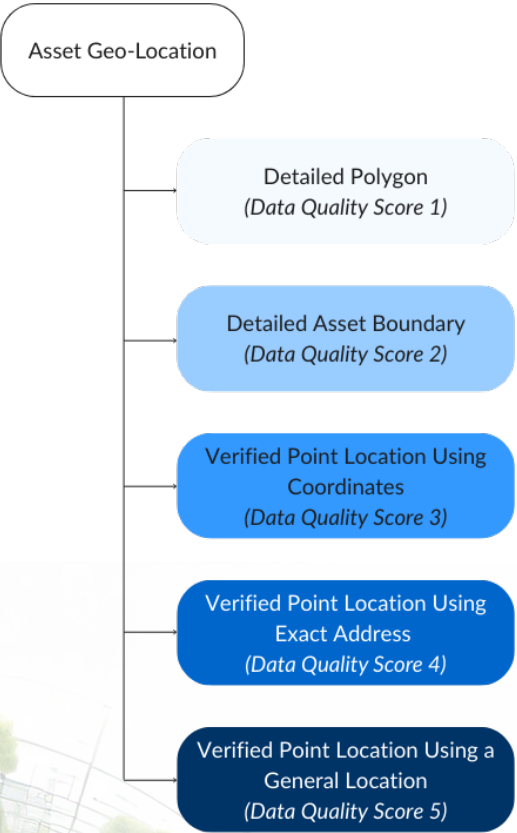 Asset Geo-Location
Detailed Polygon
(Data Quality Score 1)
Detailed Asset Boundary
(Data Quality Score 2)
Verified Point Location Using
Coordinates
(Data Quality Score 3)
Verified Point Location Using
Exact Address
(Data Quality Score 4)
Verified Point Location Using a
General Location
(Data Quality Score 5)